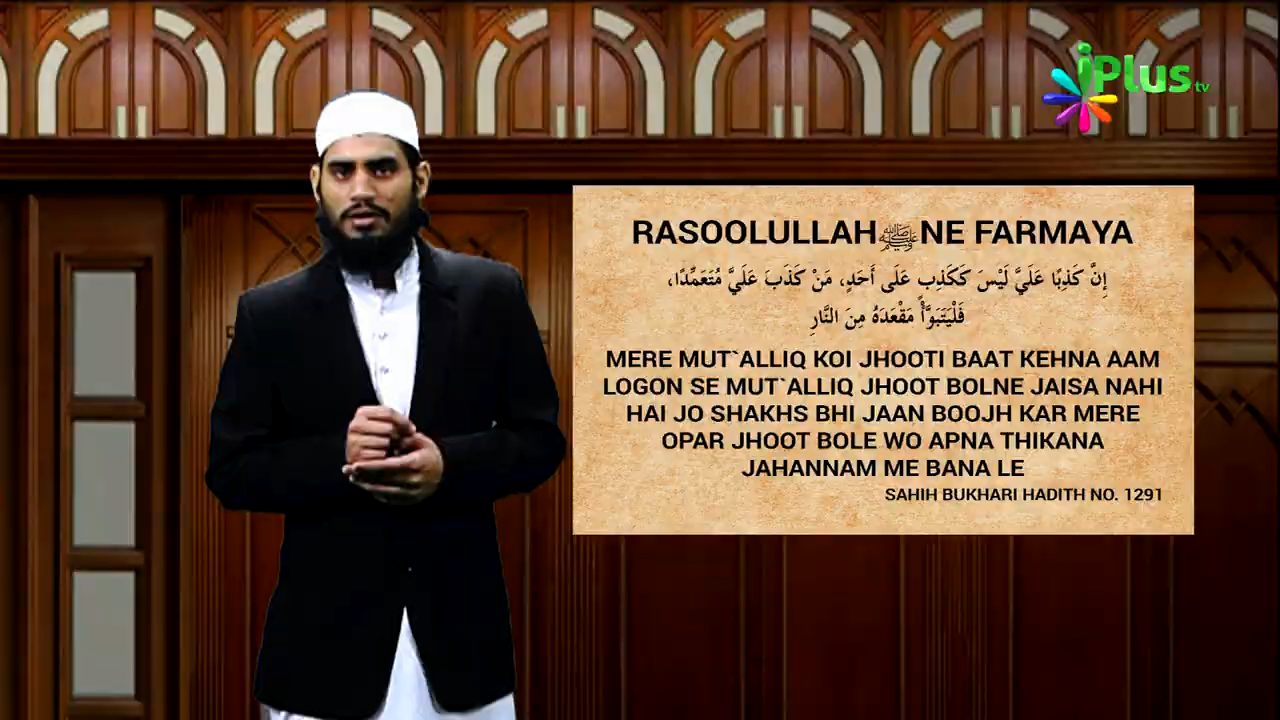 iPlus tv
RASOOLULLAH ﷺ NE FARMAYA
إِنَّ كَذِبًا عَلَيَّ لَيْسَ كَكَذِبٍ عَلَى أَحَدٍ، مَنْ كَذَبَ عَلَيَّ مُتَعَمِّدًا،
فَلْيَتَبَوَّأْ مَقْعَدَهُ مِنَ النَّارِ
MERE MUT`ALLIQ KOI JHOOTI BAAT KEHNA AAM
LOGON SE MUT`ALLIQ JHOOT BOLNE JAISA NAHI
HAI JO SHAKHS BHI JAAN BOOJH KAR MERE
OPAR JHOOT BOLE WO APNA THIKANA
JAHANNAM ME BANA LE
SAHIH BUKHARI HADITH NO. 1291